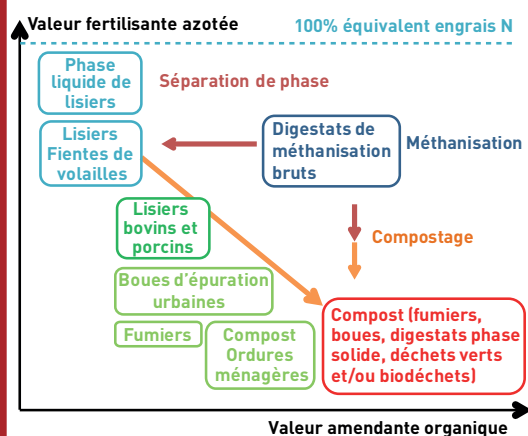 Valeur fertilisante azotée
100% équivalent engrais N
Phase
liquide de
lisiers
Séparation de phase
Lisiers
Fientes de
volailles
Digestats de
méthanisation
bruts
Méthanisation
Lisiers
bovins et
porcins
Compostage
Boues d'épuration
urbaines
Fumiers
Compost
Ordures
ménagères
Compost (fumiers,
boues, digestats phase
solide, déchets verts
et/ou biodéchets)
Valeur amendante organique